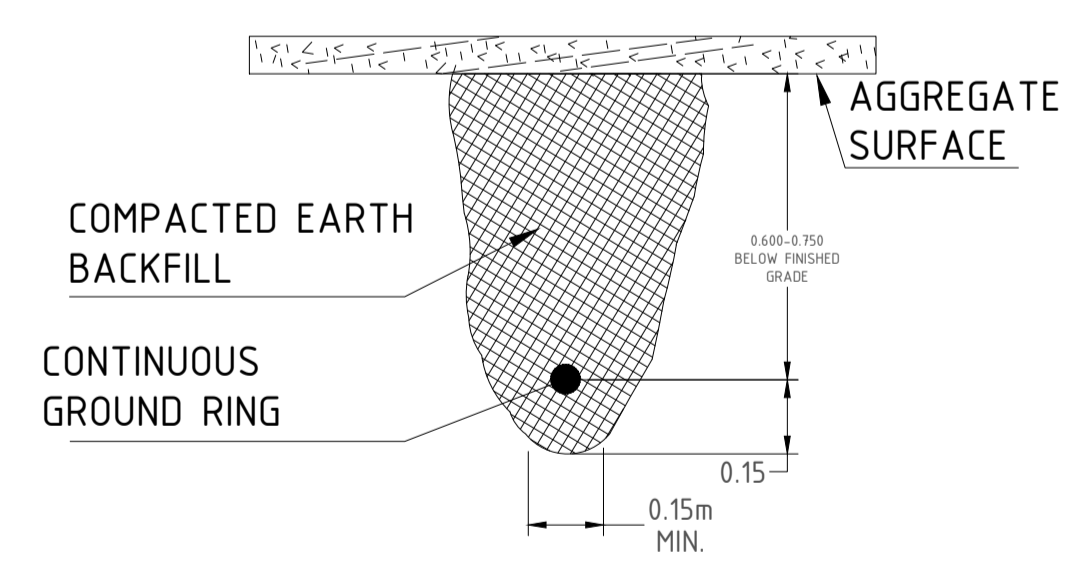 AGGREGATE
SURFACE
COMPACTED EARTH
BACKFILL
0.600-0.750
BELOW FINISHED
GRADE
CONTINUOUS
GROUND RING
0.15
0.15m
MIN.